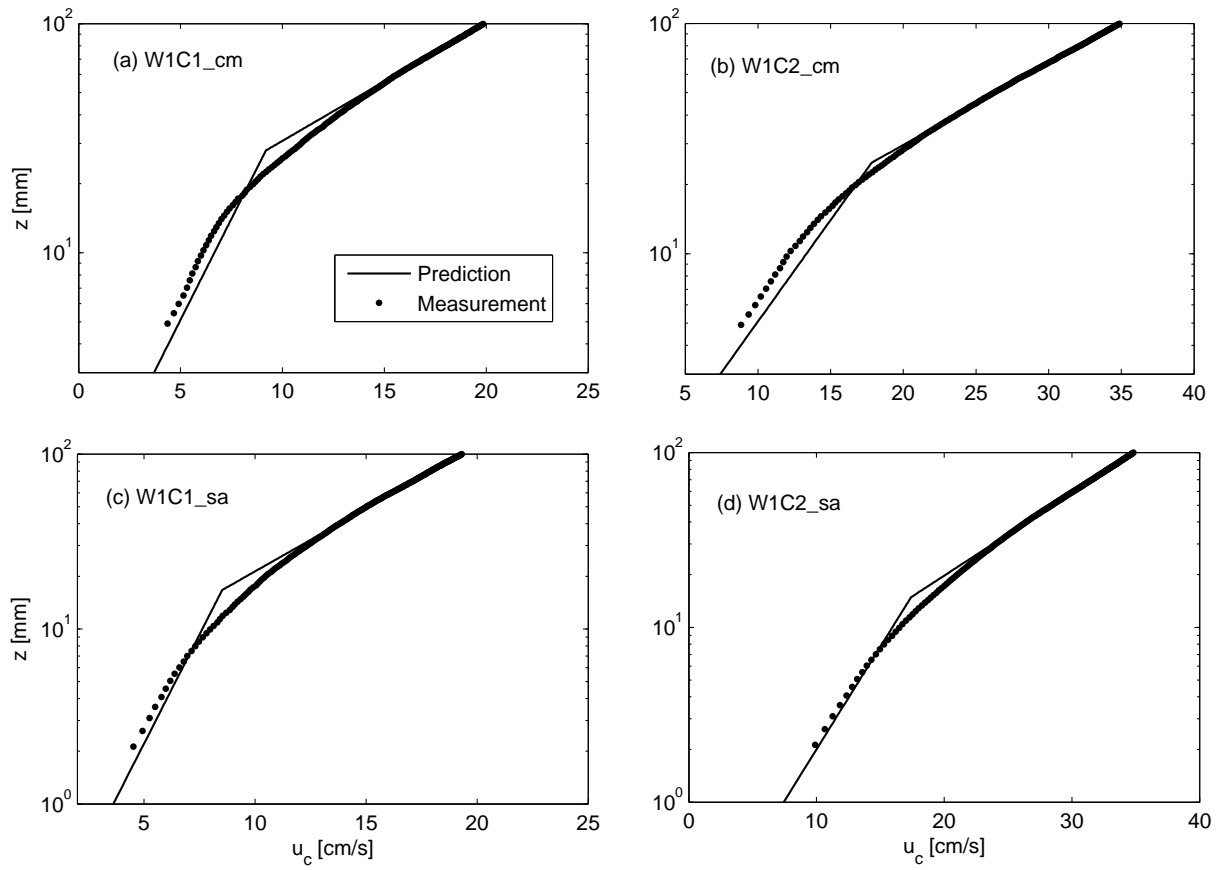 10^2
(a) W1C1_cm
z [mm]
10^1
Prediction
Measurement
0 5 10 15 20 25
10^2
(b) W1C2_cm
10^1
5 10 15 20 25 30 35 40
10^2
(c) W1C1_sa
z [mm]
10^1
10^0
5 10 15 20 25
u_c [cm/s]
10^2
(d) W1C2_sa
10^1
10^0
0 10 20 30 40
u_c [cm/s]